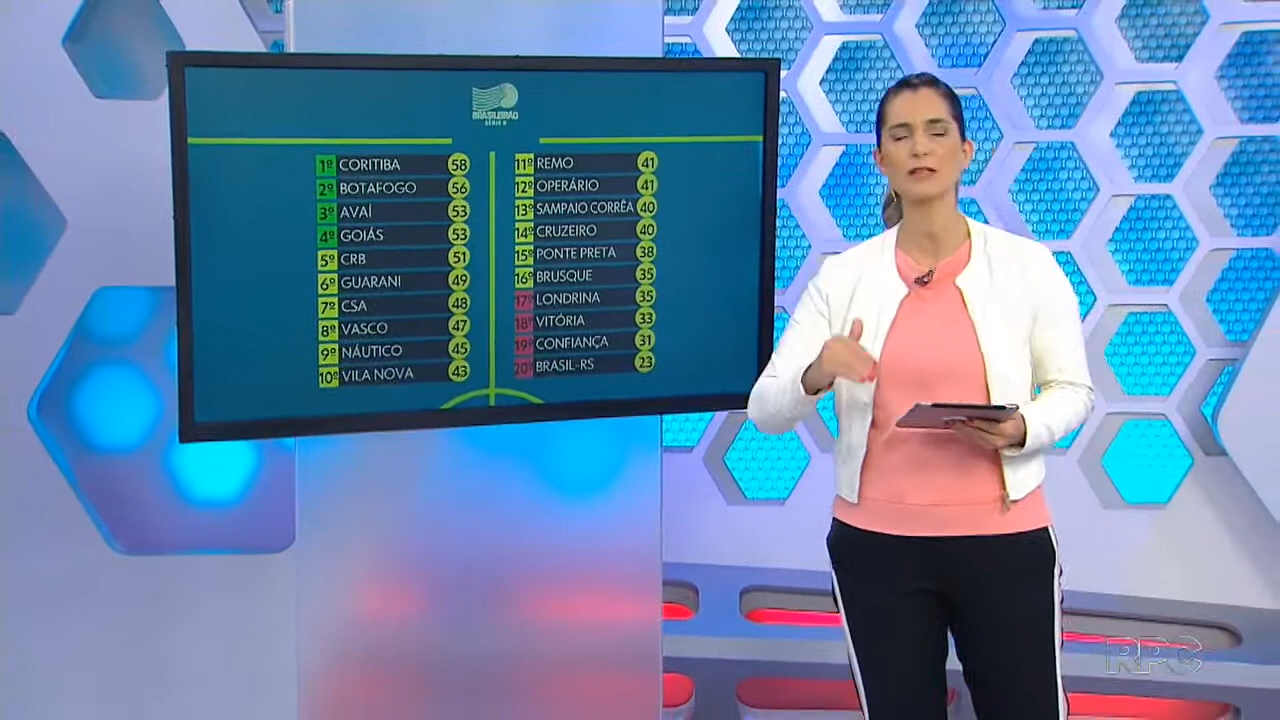 BRASILEIRÃO
SÉRIE B
1º CORITIBA 58
2º BOTAFOGO 56
3º AVAÍ 53
4º GOIÁS 53
5º CRB 51
6º GUARANI 49
7º CSA 48
8º VASCO 47
9º NÁUTICO 45
10º VILA NOVA 43
11º REMO 41
12º OPERÁRIO 41
13º SAMPAIO CORRÊA 40
14º CRUZEIRO 40
15º PONTE PRETA 38
16º BRUSQUE 35
17º LONDRINA 35
18º VITÓRIA 33
19º CONFIANÇA 31
20º BRASIL-RS 23
RPC